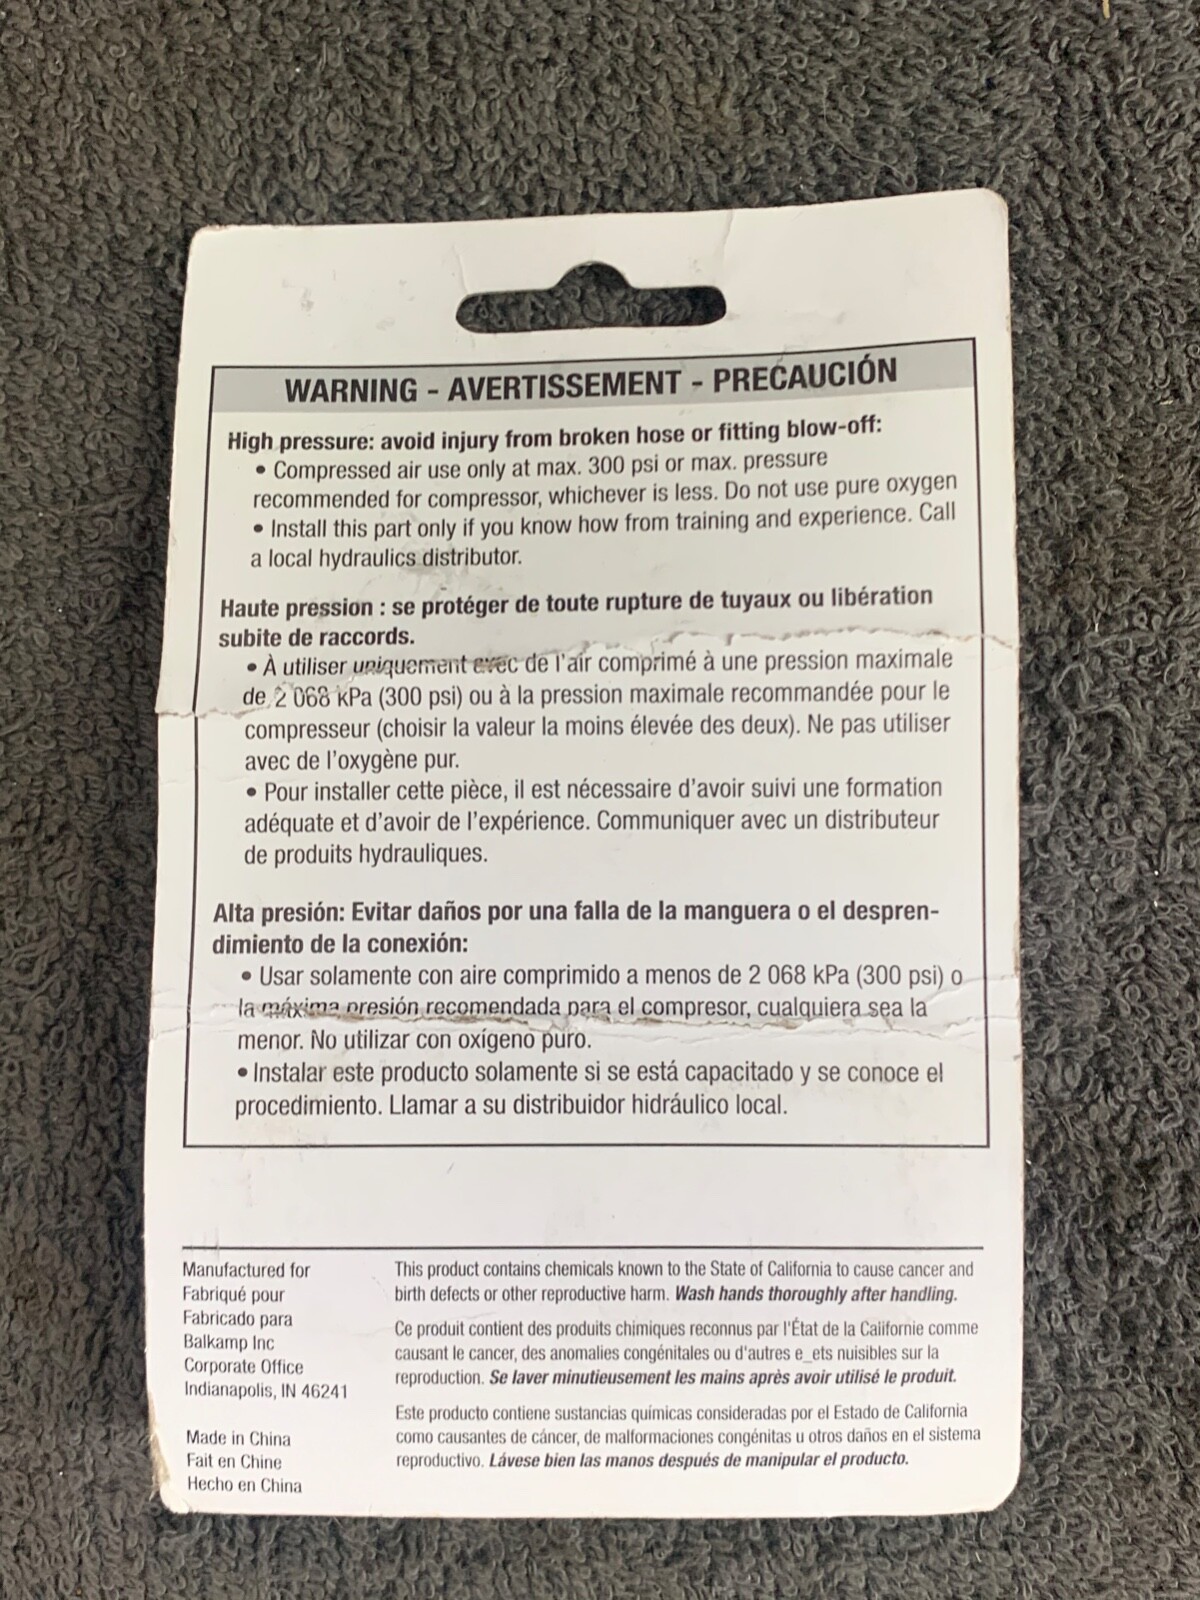 WARNING - AVERTISSEMENT - PRECAUCIÓN
High pressure: avoid injury from broken hose or fitting blow-off:
• Compressed air use only at max. 300 psi or max. pressure
recommended for compressor, whichever is less. Do not use pure oxygen
• Install this part only if you know how from training and experience. Call
a local hydraulics distributor.
Haute pression : se protéger de toute rupture de tuyaux ou libération
subite de raccords.
• À utiliser uniquement avec de l'air comprimé à une pression maximale
de 2 068 kPa (300 psi) ou à la pression maximale recommandée pour le
compresseur (choisir la valeur la moins élevée des deux). Ne pas utiliser
avec de l'oxygène pur.
• Pour installer cette pièce, il est nécessaire d'avoir suivi une formation
adéquate et d'avoir de l'expérience. Communiquer avec un distributeur
de produits hydrauliques.
Alta presión: Evitar daños por una falla de la manguera o el despren-
dimiento de la conexión:
• Usar solamente con aire comprimido a menos de 2 068 kPa (300 psi) o
la máxima presión recomendada para el compresor, cualquiera sea la
menor. No utilizar con oxígeno puro.
• Instalar este producto solamente si se está capacitado y se conoce el
procedimiento. Llamar a su distribuidor hidráulico local.
Manufactured for
Fabriqué pour
Fabricado para
Balkamp Inc
Corporate Office
Indianapolis, IN 46241
Made in China
Fait en Chine
Hecho en China
This product contains chemicals known to the State of California to cause cancer and
birth defects or other reproductive harm. Wash hands thoroughly after handling.
Ce produit contient des produits chimiques reconnus par l'État de la Californie comme
causant le cancer, des anomalies congénitales ou d'autres e_ets nuisibles sur la
reproduction. Se laver minutieusement les mains après avoir utilisé le produit.
Este producto contiene sustancias químicas consideradas por el Estado de California
como causantes de cáncer, de malformaciones congénitas u otros daños en el sistema
reproductivo. Lávese bien las manos después de manipular el producto.